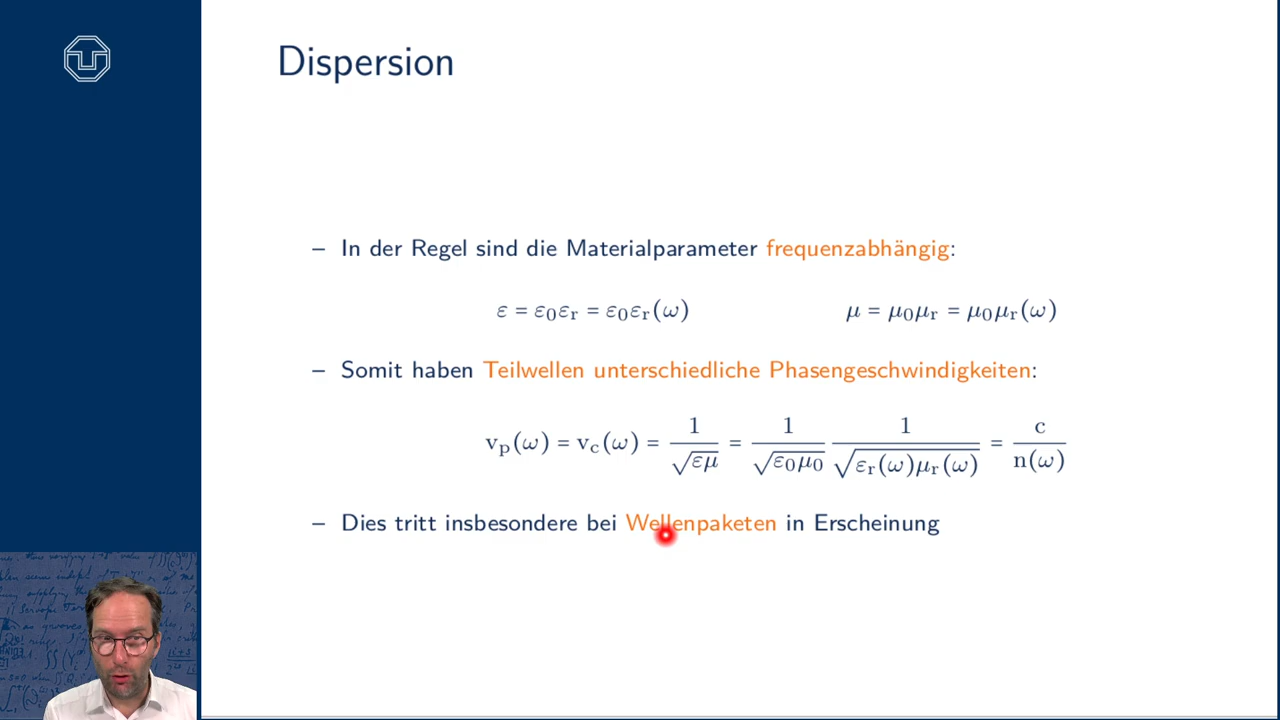 Dispersion
– In der Regel sind die Materialparameter frequenzabhängig:
ε = ε₀εᵣ = ε₀εᵣ(ω) μ = μ₀μᵣ = μ₀μᵣ(ω)
– Somit haben Teilwellen unterschiedliche Phasengeschwindigkeiten:
vₚ(ω) = v_c(ω) = 1/√(εμ) = 1/√(ε₀μ₀) 1/√(εᵣ(ω)μᵣ(ω)) = c/n(ω)
– Dies tritt insbesondere bei Wellenpaketen in Erscheinung